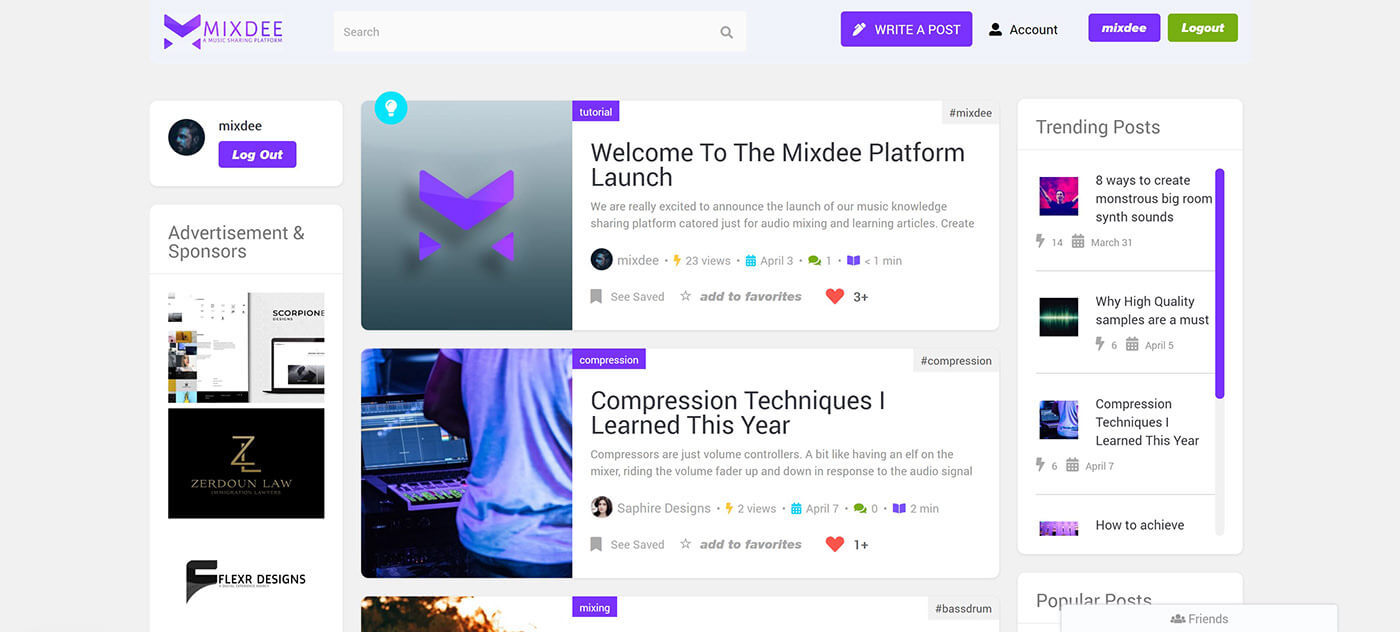 MIXDEE
A MUSIC SHARING PLATFORM
Search
WRITE A POST
Account
mixdee
Logout
mixdee
Log Out
Advertisement &
Sponsors
SCORPIONE
DESIGNS
ZERDOUN LAW
IMMIGRATION LAWYERS
FLEXR DESIGNS
tutorial
#mixdee
Welcome To The Mixdee Platform
Launch
We are really excited to announce the launch of our music knowledge
sharing platform catored just for audio mixing and learning articles. Create
mixdee • 23 views • April 3 • 1 • < 1 min
See Saved add to favorites 3+
compression
#compression
Compression Techniques I
Learned This Year
Compressors are just volume controllers. A bit like having an elf on the
mixer, riding the volume fader up and down in response to the audio signal
Saphire Designs • 2 views • April 7 • 0 • 2 min
See Saved add to favorites 1+
mixing
#bassdrum
Trending Posts
8 ways to create
monstrous big room
synth sounds
14 March 31
Why High Quality
samples are a must
6 April 5
Compression
Techniques I
Learned This Year
6 April 7
How to achieve
Popular Posts
Friends